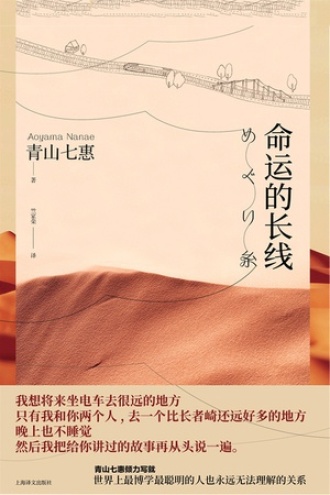 命运的长线
めぐり糸
Aoyama Nanae
青山七惠
著
竺家荣
译
我想将来坐电车去很远的地方
只有我和你两个人，去一个比长者崎还远好多的地方
晚上也不睡觉
然后我把给你讲过的故事再从头说一遍。
青山七惠倾力写就
世界上最博学最聪明的人也永远无法理解的关系
上海译文出版社